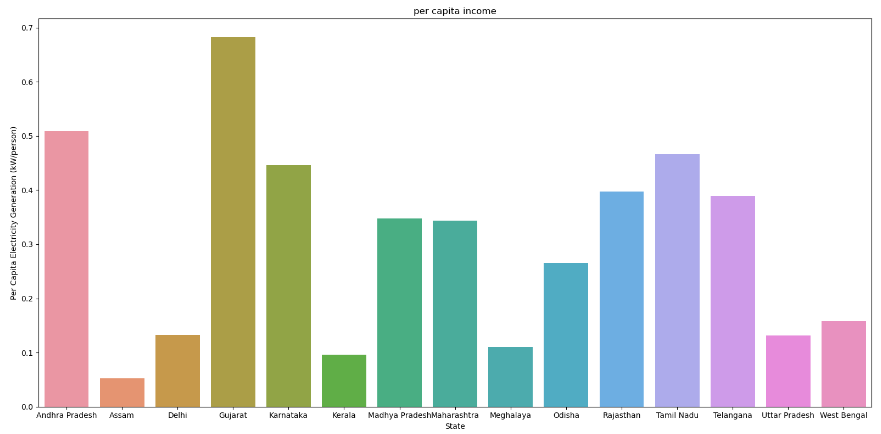 per capita income
Per Capita Electricity Generation (kW/person)
0.7
0.6
0.5
0.4
0.3
0.2
0.1
0.0
Andhra Pradesh Assam Delhi Gujarat Karnataka Kerala Madhya Pradesh Maharashtra Meghalaya Odisha Rajasthan Tamil Nadu Telangana Uttar Pradesh West Bengal
State